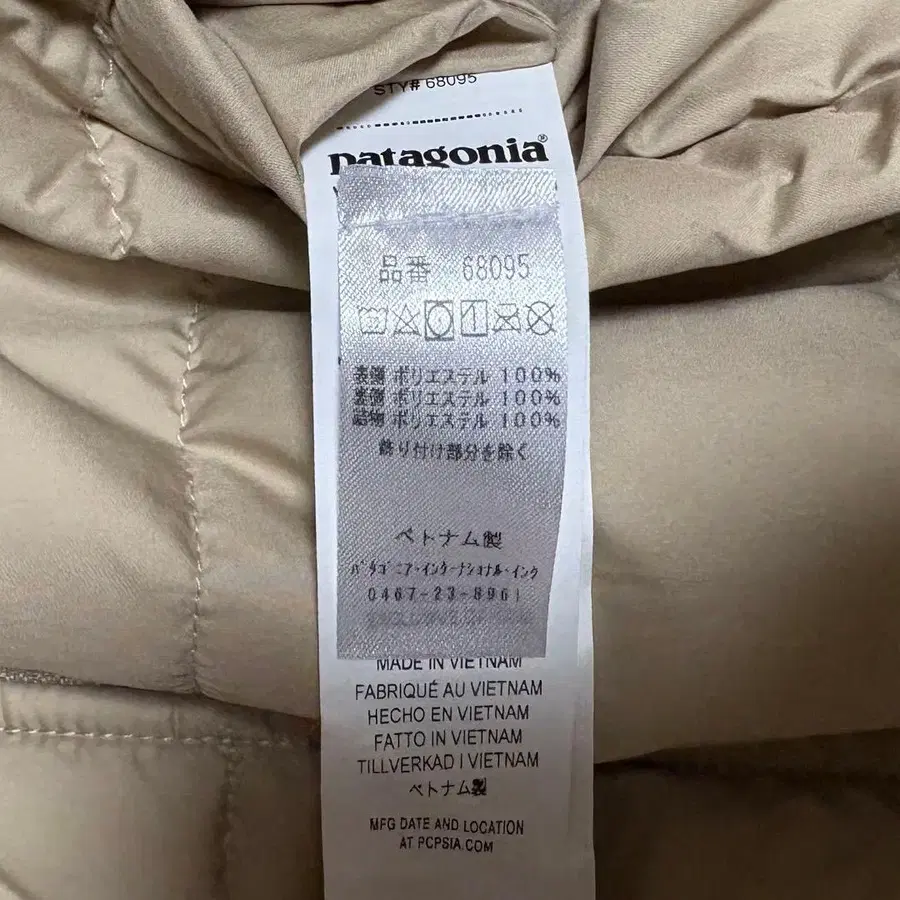 STY# 68095
patagonia®
品番 68095
表側 ポリエステル 100%
裏側 ポリエステル 100%
詰物 ポリエステル 100%
飾り付け部分を除く
ベトナム製
パタゴニア・インターナショナル・インク
0467-23-8961
MADE IN VIETNAM
FABRIQUÉ AU VIETNAM
HECHO EN VIETNAM
FATTO IN VIETNAM
TILLVERKAD I VIETNAM
ベトナム製
MFG DATE AND LOCATION
AT PCPSIA.COM